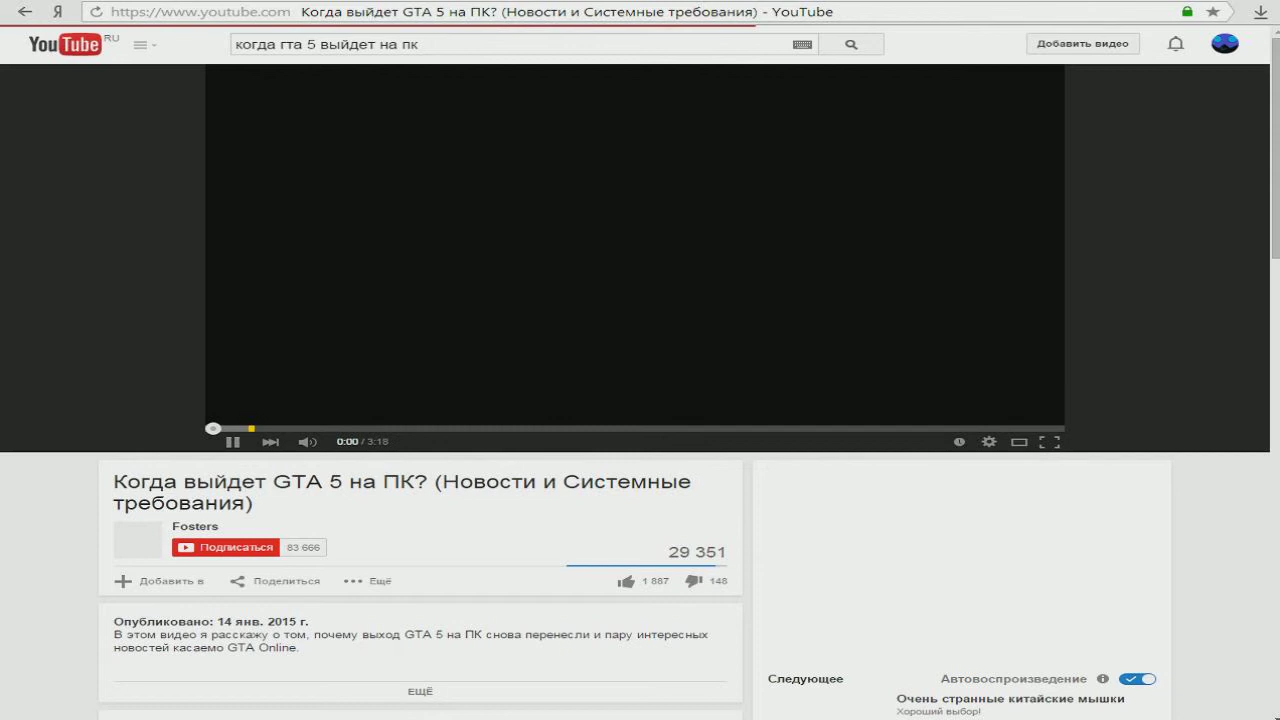 Я https://www.youtube.com Когда выйдет GTA 5 на ПК? (Новости и Системные требования) - YouTube
YouTube RU
когда гта 5 выйдет на пк
Добавить видео
0:00 / 3:18
Когда выйдет GTA 5 на ПК? (Новости и Системные
требования)
Fosters
Подписаться 83 666
29 351
Добавить в Поделиться Ещё 1 887 148
Опубликовано: 14 янв. 2015 г.
В этом видео я расскажу о том, почему выход GTA 5 на ПК снова перенесли и пару интересных
новостей касаемо GTA Online.
ЕЩЁ
Следующее Автовоспроизведение
Очень странные китайские мышки
Хороший выбор!